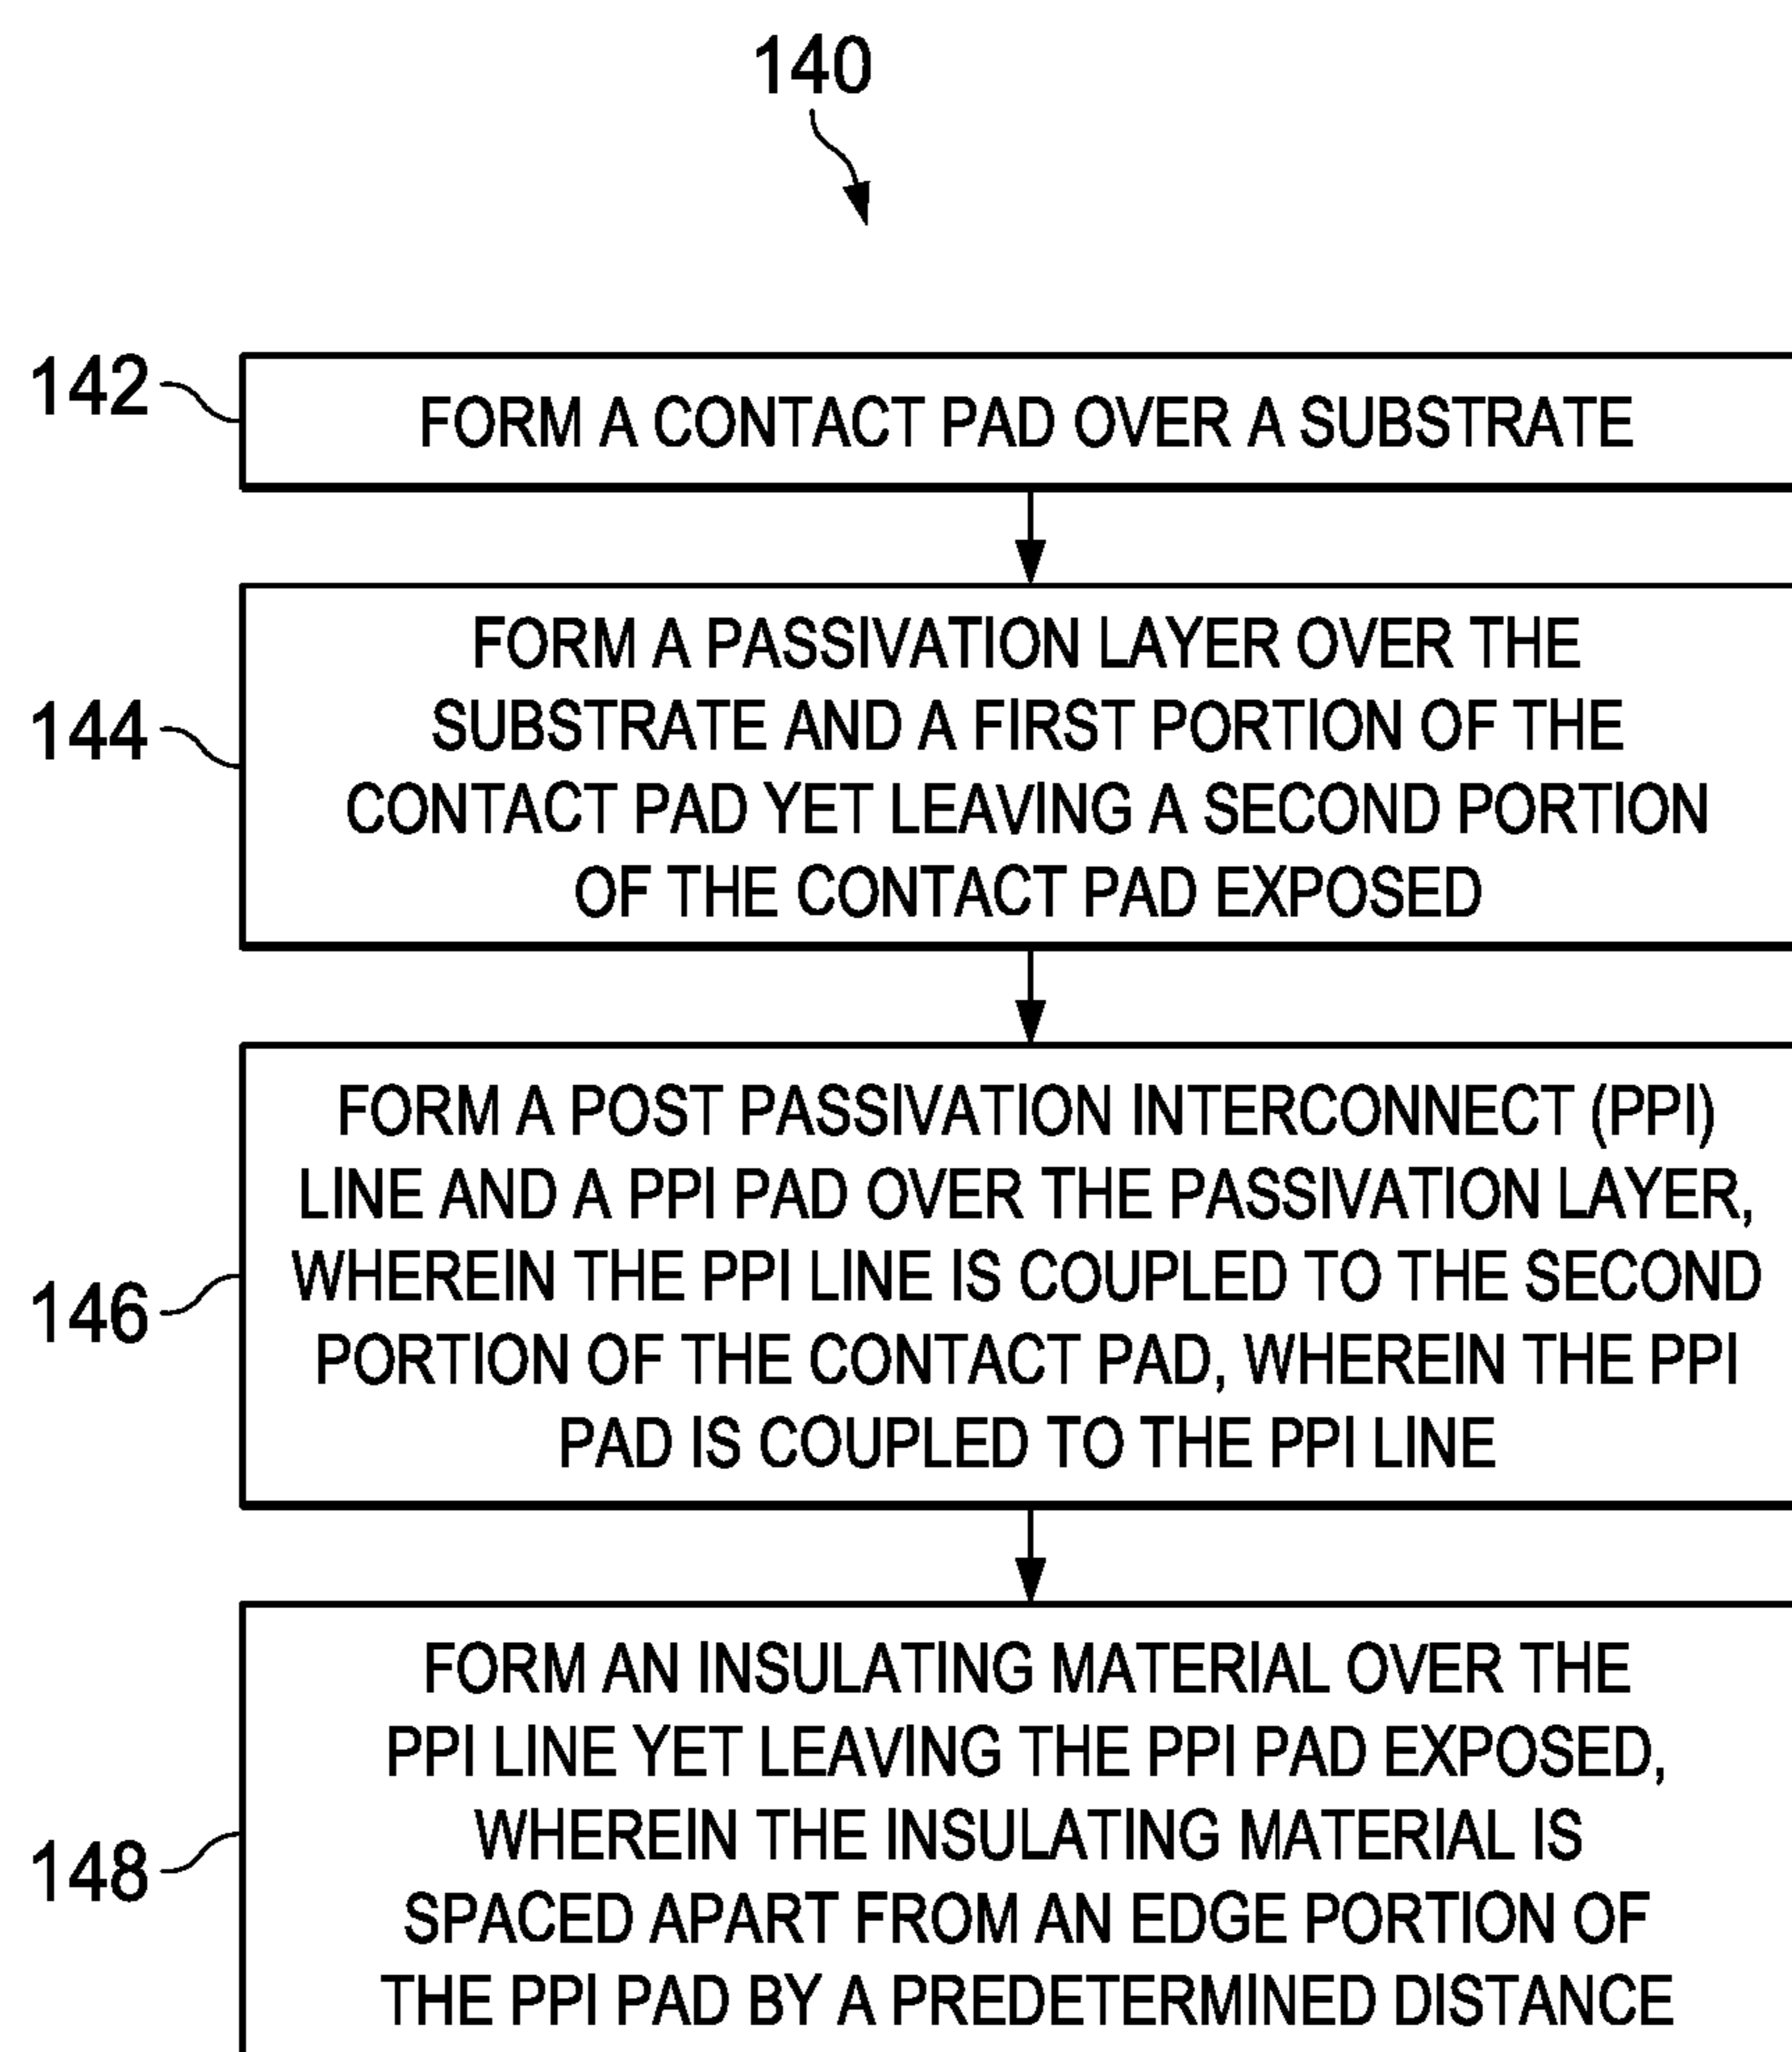 140
142
FORM A CONTACT PAD OVER A SUBSTRATE
144
FORM A PASSIVATION LAYER OVER THE
SUBSTRATE AND A FIRST PORTION OF THE
CONTACT PAD YET LEAVING A SECOND PORTION
OF THE CONTACT PAD EXPOSED
146
FORM A POST PASSIVATION INTERCONNECT (PPI)
LINE AND A PPI PAD OVER THE PASSIVATION LAYER,
WHEREIN THE PPI LINE IS COUPLED TO THE SECOND
PORTION OF THE CONTACT PAD, WHEREIN THE PPI
PAD IS COUPLED TO THE PPI LINE
148
FORM AN INSULATING MATERIAL OVER THE
PPI LINE YET LEAVING THE PPI PAD EXPOSED,
WHEREIN THE INSULATING MATERIAL IS
SPACED APART FROM AN EDGE PORTION OF
THE PPI PAD BY A PREDETERMINED DISTANCE